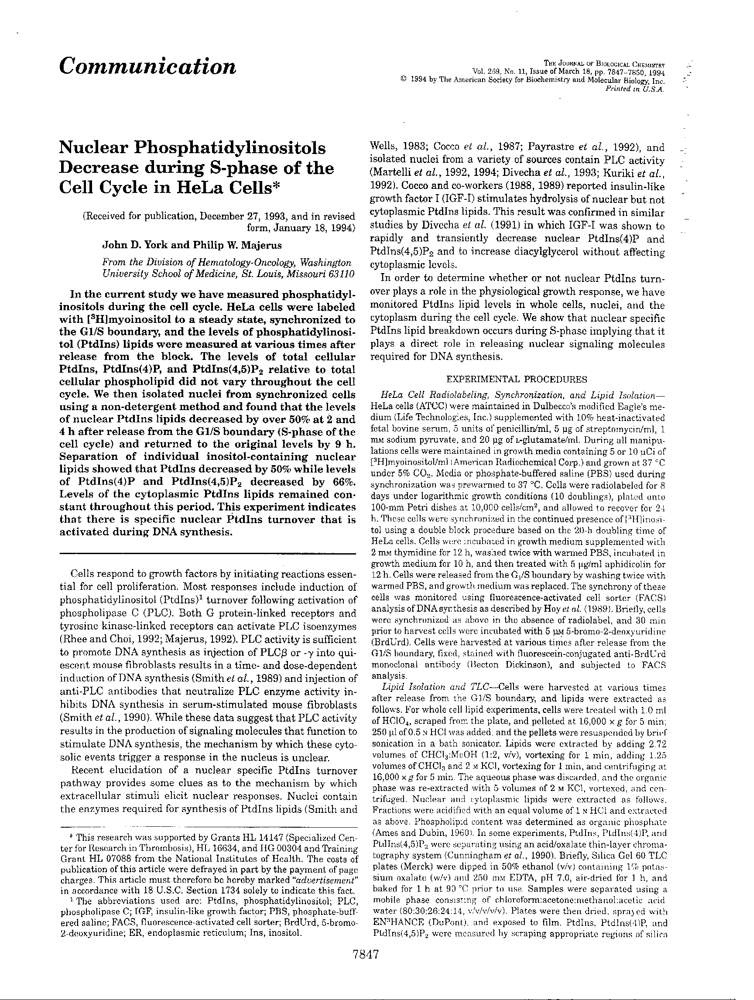 Communication
THE JOURNAL OF BIOLOGICAL CHEMISTRY
Vol. 269, No. 11, Issue of March 18, pp. 7847–7850, 1994
© 1994 by The American Society for Biochemistry and Molecular Biology, Inc.
Printed in U.S.A.
Nuclear Phosphatidylinositols
Decrease during S-phase of the
Cell Cycle in HeLa Cells*
(Received for publication, December 27, 1993, and in revised
form, January 18, 1994)
John D. York and Philip W. Majerus
From the Division of Hematology-Oncology, Washington
University School of Medicine, St. Louis, Missouri 63110
In the current study we have measured phosphatidyl-
inositols during the cell cycle. HeLa cells were labeled
with [³H]myoinositol to a steady state, synchronized to
the G1/S boundary, and the levels of phosphatidylinosi-
tol (PtdIns) lipids were measured at various times after
release from the block. The levels of total cellular
PtdIns, PtdIns(4)P, and PtdIns(4,5)P₂ relative to total
cellular phospholipid did not vary throughout the cell
cycle. We then isolated nuclei from synchronized cells
using a non-detergent method and found that the levels
of nuclear PtdIns lipids decreased by over 50% at 2 and
4 h after release from the G1/S boundary (S-phase of the
cell cycle) and returned to the original levels by 9 h.
Separation of individual inositol-containing nuclear
lipids showed that PtdIns decreased by 50% while levels
of PtdIns(4)P and PtdIns(4,5)P₂ decreased by 66%.
Levels of the cytoplasmic PtdIns lipids remained con-
stant throughout this period. This experiment indicates
that there is specific nuclear PtdIns turnover that is
activated during DNA synthesis.
Cells respond to growth factors by initiating reactions essen-
tial for cell proliferation. Most responses include induction of
phosphatidylinositol (PtdIns)¹ turnover following activation of
phospholipase C (PLC). Both G protein-linked receptors and
tyrosine kinase-linked receptors can activate PLC isoenzymes
(Rhee and Choi, 1992; Majerus, 1992). PLC activity is sufficient
to promote DNA synthesis as injection of PLCβ or -γ into qui-
escent mouse fibroblasts results in a time- and dose-dependent
induction of DNA synthesis (Smith et al., 1989) and injection of
anti-PLC antibodies that neutralize PLC enzyme activity in-
hibits DNA synthesis in serum-stimulated mouse fibroblasts
(Smith et al., 1990). While these data suggest that PLC activity
results in the production of signaling molecules that function to
stimulate DNA synthesis, the mechanism by which these cyto-
solic events trigger a response in the nucleus is unclear.
Recent elucidation of a nuclear specific PtdIns turnover
pathway provides some clues as to the mechanism by which
extracellular stimuli elicit nuclear responses. Nuclei contain
the enzymes required for synthesis of PtdIns lipids (Smith and
* This research was supported by Grants HL 14147 (Specialized Cen-
ter for Research in Thrombosis), HL 16634, and HG 00304 and Training
Grant HL 07088 from the National Institutes of Health. The costs of
publication of this article were defrayed in part by the payment of page
charges. This article must therefore be hereby marked "advertisement"
in accordance with 18 U.S.C. Section 1734 solely to indicate this fact.
¹ The abbreviations used are: PtdIns, phosphatidylinositol; PLC,
phospholipase C; IGF, insulin-like growth factor; PBS, phosphate-buff-
ered saline; FACS, fluorescence-activated cell sorter; BrdUrd, 5-bromo-
2-deoxyuridine; ER, endoplasmic reticulum; Ins, inositol.
Wells, 1983; Cocco et al., 1987; Payrastre et al., 1992), and
isolated nuclei from a variety of sources contain PLC activity
(Martelli et al., 1992, 1994; Divecha et al., 1993; Kuriki et al.,
1992). Cocco and co-workers (1988, 1989) reported insulin-like
growth factor I (IGF-I) stimulates hydrolysis of nuclear but not
cytoplasmic PtdIns lipids. This result was confirmed in similar
studies by Divecha et al. (1991) in which IGF-I was shown to
rapidly and transiently decrease nuclear PtdIns(4)P and
PtdIns(4,5)P₂ and to increase diacylglycerol without affecting
cytoplasmic levels.
In order to determine whether or not nuclear PtdIns turn-
over plays a role in the physiological growth response, we have
monitored PtdIns lipid levels in whole cells, nuclei, and the
cytoplasm during the cell cycle. We show that nuclear specific
PtdIns lipid breakdown occurs during S-phase implying that it
plays a direct role in releasing nuclear signaling molecules
required for DNA synthesis.
EXPERIMENTAL PROCEDURES
HeLa Cell Radiolabeling, Synchronization, and Lipid Isolation—
HeLa cells (ATCC) were maintained in Dulbecco's modified Eagle's me-
dium (Life Technologies, Inc.) supplemented with 10% heat-inactivated
fetal bovine serum, 5 units of penicillin/ml, 5 µg of streptomycin/ml, 1
mM sodium pyruvate, and 20 µg of L-glutamate/ml. During all manipu-
lations cells were maintained in growth media containing 5 or 10 µCi of
[³H]myoinositol/ml (American Radiochemical Corp.) and grown at 37 °C
under 5% CO₂. Media or phosphate-buffered saline (PBS) used during
synchronization was prewarmed to 37 °C. Cells were radiolabeled for 8
days under logarithmic growth conditions (10 doublings), plated onto
100-mm Petri dishes at 10,000 cells/cm², and allowed to recover for 24
h. These cells were synchronized in the continued presence of [³H]inosi-
tol using a double block procedure based on the 20-h doubling time of
HeLa cells. Cells were incubated in growth medium supplemented with
2 mM thymidine for 12 h, washed twice with warmed PBS, incubated in
growth medium for 10 h, and then treated with 5 µg/ml aphidicolin for
12 h. Cells were released from the G₁/S boundary by washing twice with
warmed PBS, and growth medium was replaced. The synchrony of these
cells was monitored using fluorescence-activated cell sorter (FACS)
analysis of DNA synthesis as described by Hoy et al. (1989). Briefly, cells
were synchronized as above in the absence of radiolabel, and 30 min
prior to harvest cells were incubated with 5 µM 5-bromo-2-deoxyuridine
(BrdUrd). Cells were harvested at various times after release from the
G1/S boundary, fixed, stained with fluorescein-conjugated anti-BrdUrd
monoclonal antibody (Becton Dickinson), and subjected to FACS
analysis.
Lipid Isolation and TLC—Cells were harvested at various times
after release from the G1/S boundary, and lipids were extracted as
follows. For whole cell lipid experiments, cells were treated with 1.0 ml
of HClO₄, scraped from the plate, and pelleted at 16,000 × g for 5 min;
250 µl of 0.5 N HCl was added, and the pellets were resuspended by brief
sonication in a bath sonicator. Lipids were extracted by adding 2.72
volumes of CHCl₃:MeOH (1:2, v/v), vortexing for 1 min, adding 1.25
volumes of CHCl₃ and 2 M KCl, vortexing for 1 min, and centrifuging at
16,000 × g for 5 min. The aqueous phase was discarded, and the organic
phase was re-extracted with 5 volumes of 2 M KCl, vortexed, and cen-
trifuged. Nuclear and cytoplasmic lipids were extracted as follows.
Fractions were acidified with an equal volume of 1 N HCl and extracted
as above. Phospholipid content was determined as organic phosphate
(Ames and Dubin, 1960). In some experiments, PtdIns, PtdIns(4)P, and
PtdIns(4,5)P₂ were separating using an acid/oxalate thin-layer chroma-
tography system (Cunningham et al., 1990). Briefly, Silica Gel 60 TLC
plates (Merck) were dipped in 50% ethanol (v/v) containing 1% potas-
sium oxalate (w/v) and 250 mM EDTA, pH 7.0, air-dried for 1 h, and
baked for 1 h at 90 °C prior to use. Samples were separated using a
mobile phase consisting of chloroform:acetone:methanol:acetic acid
water (80:30:26:24:14, v/v/v/v/v). Plates were then dried, sprayed with
EN³HANCE (DuPont), and exposed to film. PtdIns, PtdIns(4)P, and
PtdIns(4,5)P₂ were measured by scraping appropriate regions of silica
7847